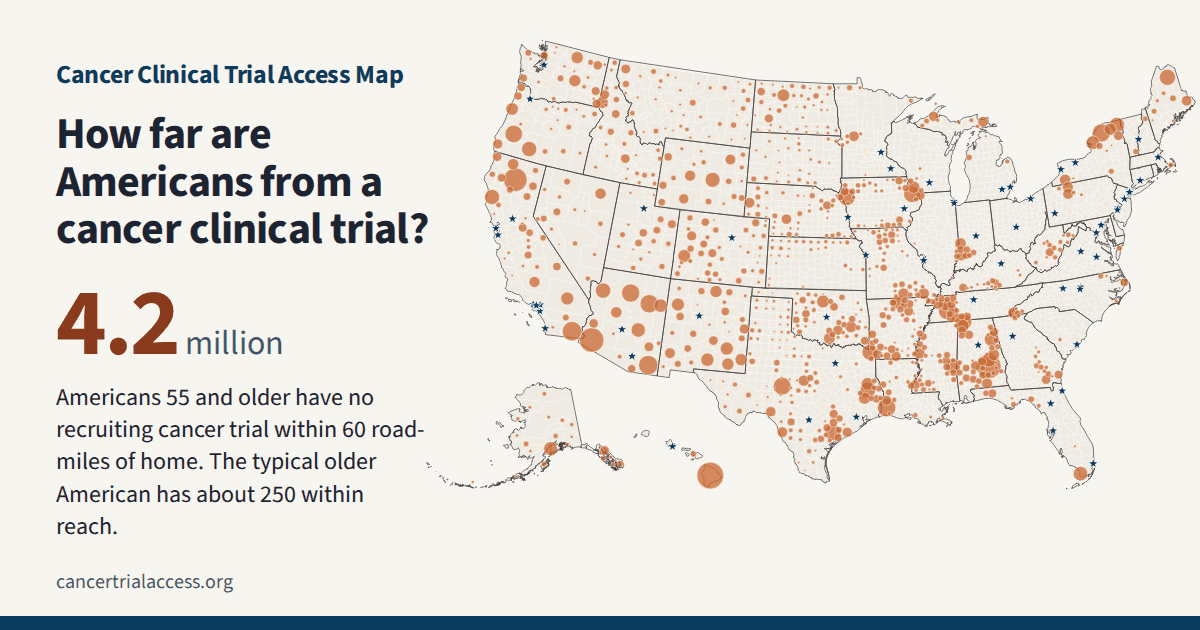 Cancer Clinical Trial Access Map
How far are
Americans from a
cancer clinical trial?
4.2 million
Americans 55 and older have no
recruiting cancer trial within 60 road-
miles of home. The typical older
American has about 250 within
reach.
cancertrialaccess.org